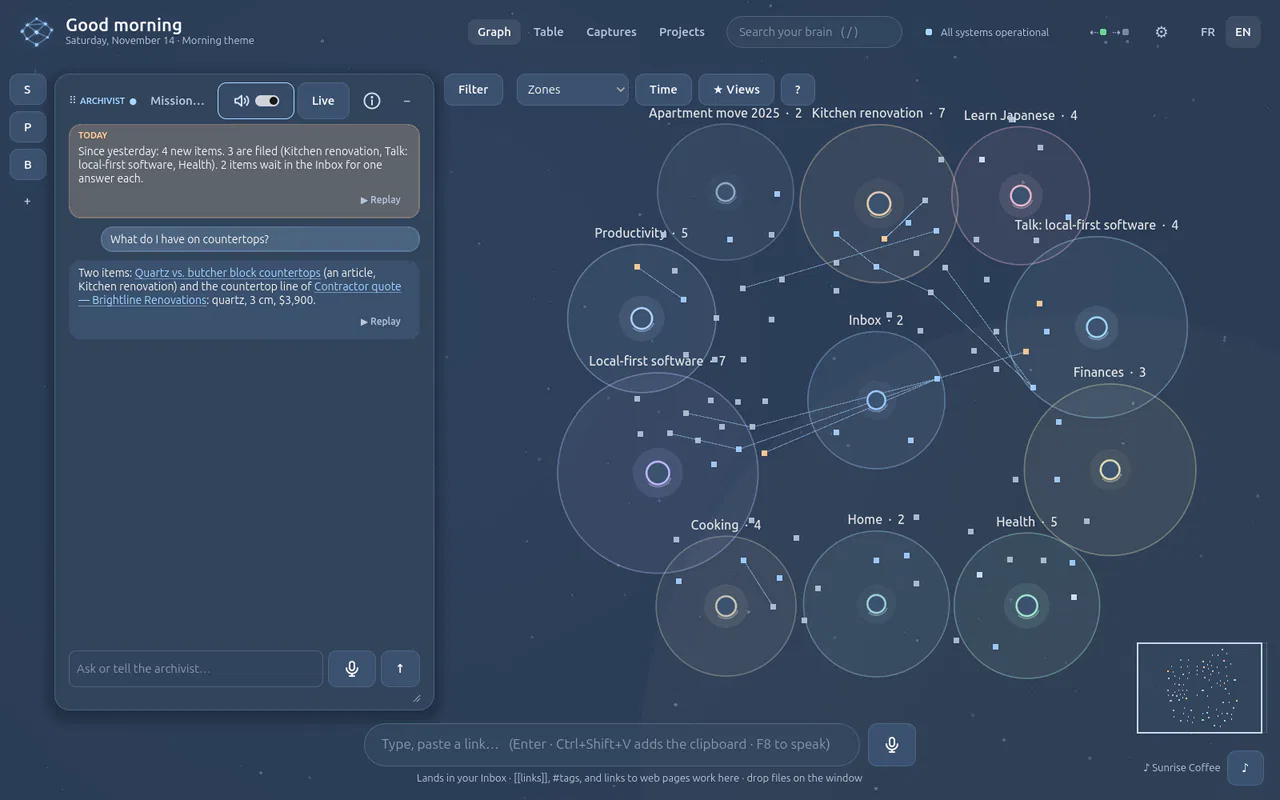 Good morning
Saturday, November 14 · Morning theme
Graph
Table
Captures
Projects
Search your brain ( / )
All systems operational
FR
EN
S
P
B
+
ARCHIVIST
Mission…
Live
–
TODAY
Since yesterday: 4 new items. 3 are filed (Kitchen renovation, Talk:
local-first software, Health). 2 items wait in the Inbox for one
answer each.
▶ Replay
What do I have on countertops?
Two items: Quartz vs. butcher block countertops (an article,
Kitchen renovation) and the countertop line of Contractor quote
— Brightline Renovations: quartz, 3 cm, $3,900.
▶ Replay
Ask or tell the archivist…
↑
Filter
Zones
Time
★ Views
?
Apartment move 2025 · 2
Kitchen renovation · 7
Learn Japanese · 4
Productivity · 5
Talk: local-first software · 4
Inbox · 2
Local-first software · 7
Finances · 3
Cooking · 4
Home · 2
Health · 5
Type, paste a link… (Enter · Ctrl+Shift+V adds the clipboard · F8 to speak)
Lands in your Inbox · [[links]], #tags, and links to web pages work here · drop files on the window
♪ Sunrise Coffee
♪